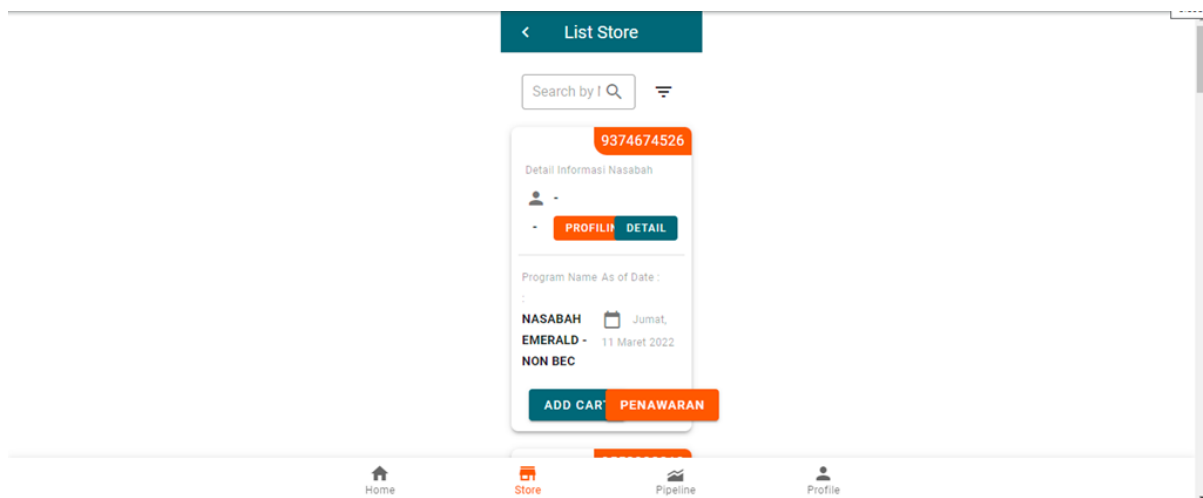 List Store
Search by
9374674526
Detail Informasi Nasabah
-
-
PROFILIN DETAIL
Program Name As of Date :
:
NASABAH Jumat,
EMERALD - 11 Maret 2022
NON BEC
ADD CAR PENAWARAN
Home Store Pipeline Profile